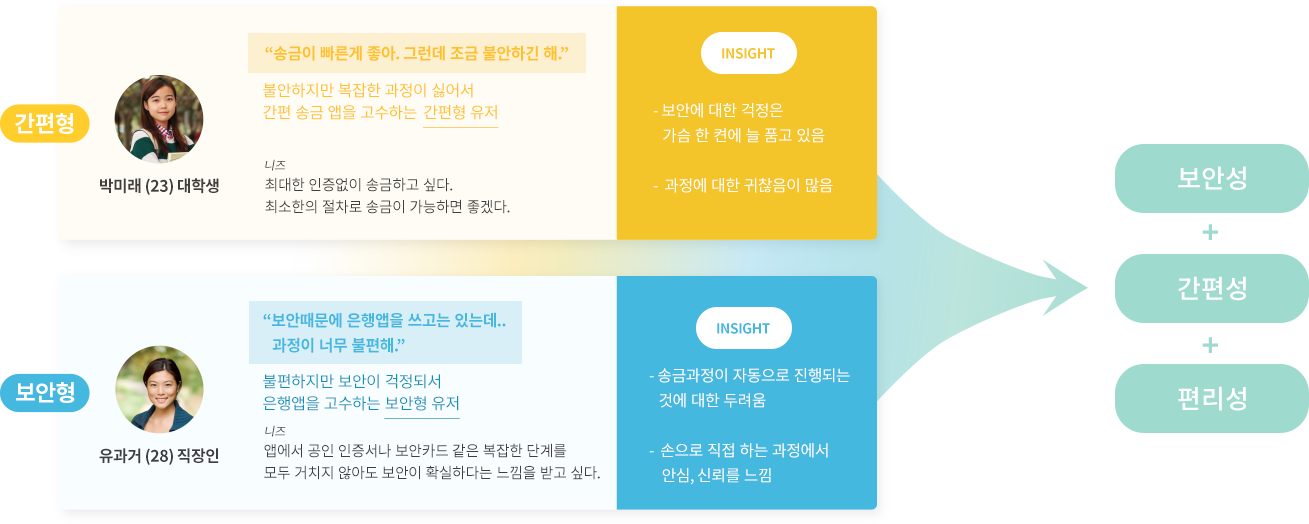 간편형
박미래 (23) 대학생
“송금이 빠른게 좋아. 그런데 조금 불안하긴 해.”
불안하지만 복잡한 과정이 싫어서
간편 송금 앱을 고수하는 간편형 유저
니즈
최대한 인증없이 송금하고 싶다.
최소한의 절차로 송금이 가능하면 좋겠다.
INSIGHT
- 보안에 대한 걱정은
가슴 한 켠에 늘 품고 있음
- 과정에 대한 귀찮음이 많음
보안형
유과거 (28) 직장인
“보안때문에 은행앱을 쓰고는 있는데..
과정이 너무 불편해.”
불편하지만 보안이 걱정되서
은행앱을 고수하는 보안형 유저
니즈
앱에서 공인 인증서나 보안카드 같은 복잡한 단계를
모두 거치지 않아도 보안이 확실하다는 느낌을 받고 싶다.
INSIGHT
- 송금과정이 자동으로 진행되는
것에 대한 두려움
- 손으로 직접 하는 과정에서
안심, 신뢰를 느낌
보안성
+
간편성
+
편리성